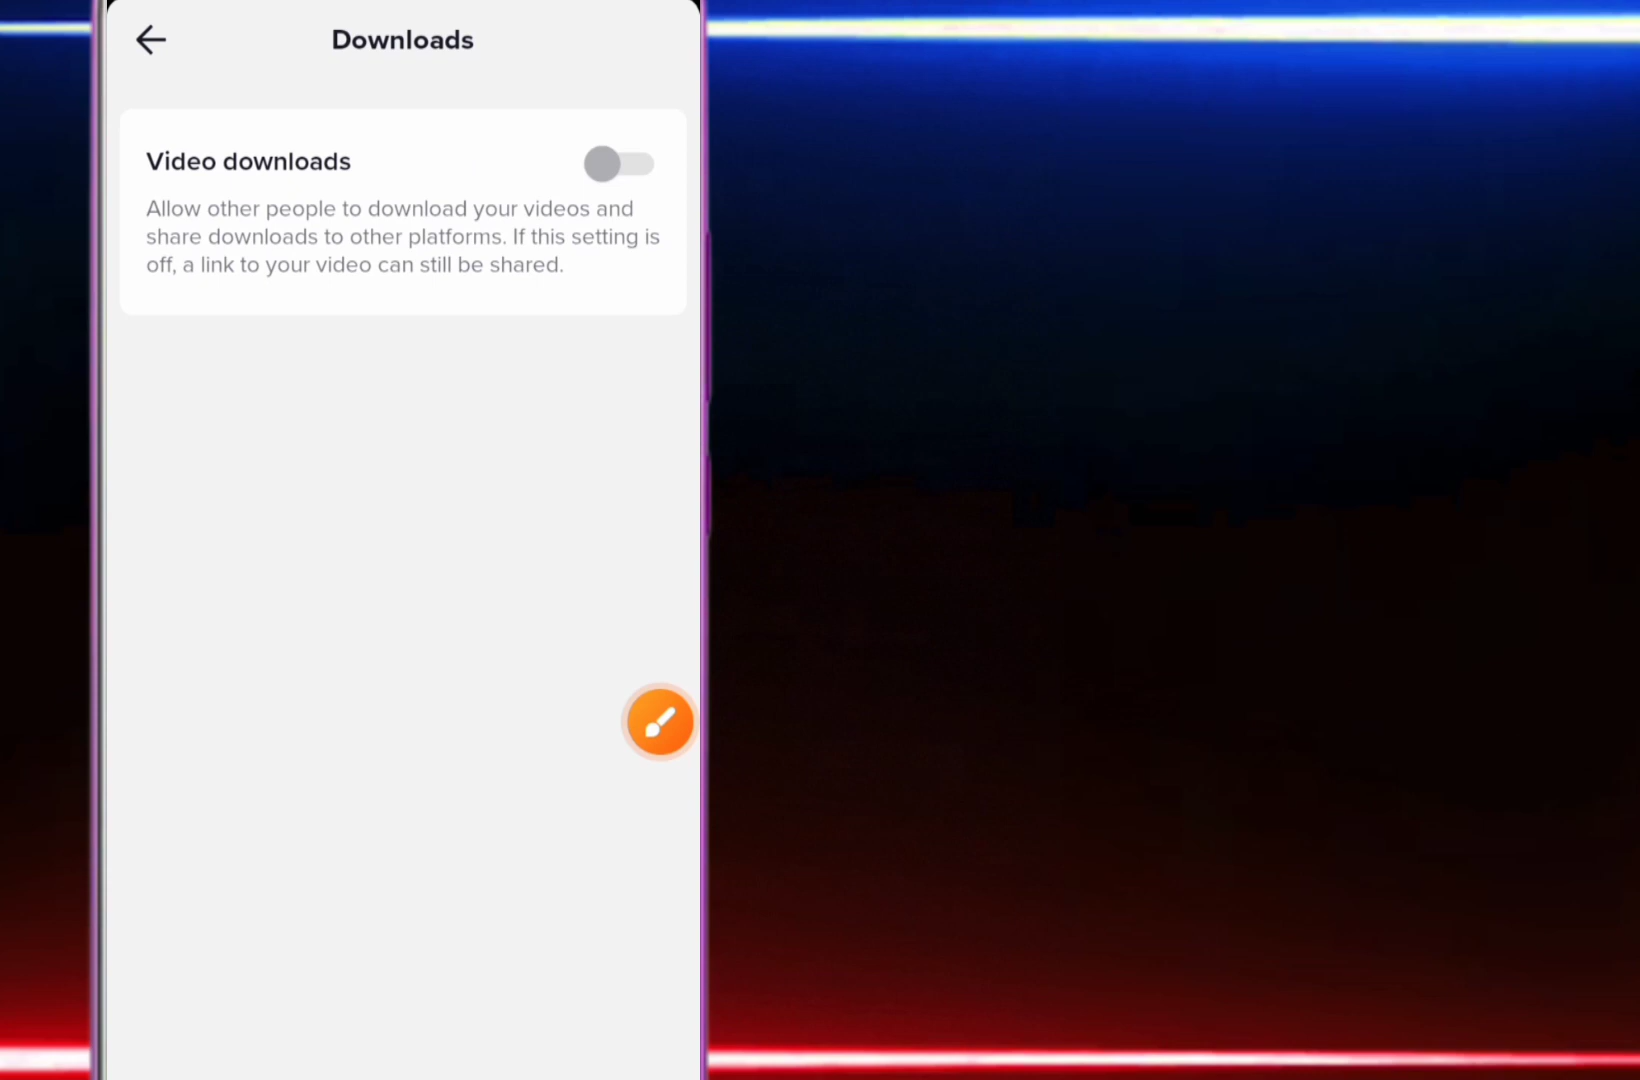 Downloads
Video downloads
Allow other people to download your videos and
share downloads to other platforms. If this setting is
off, a link to your video can still be shared.